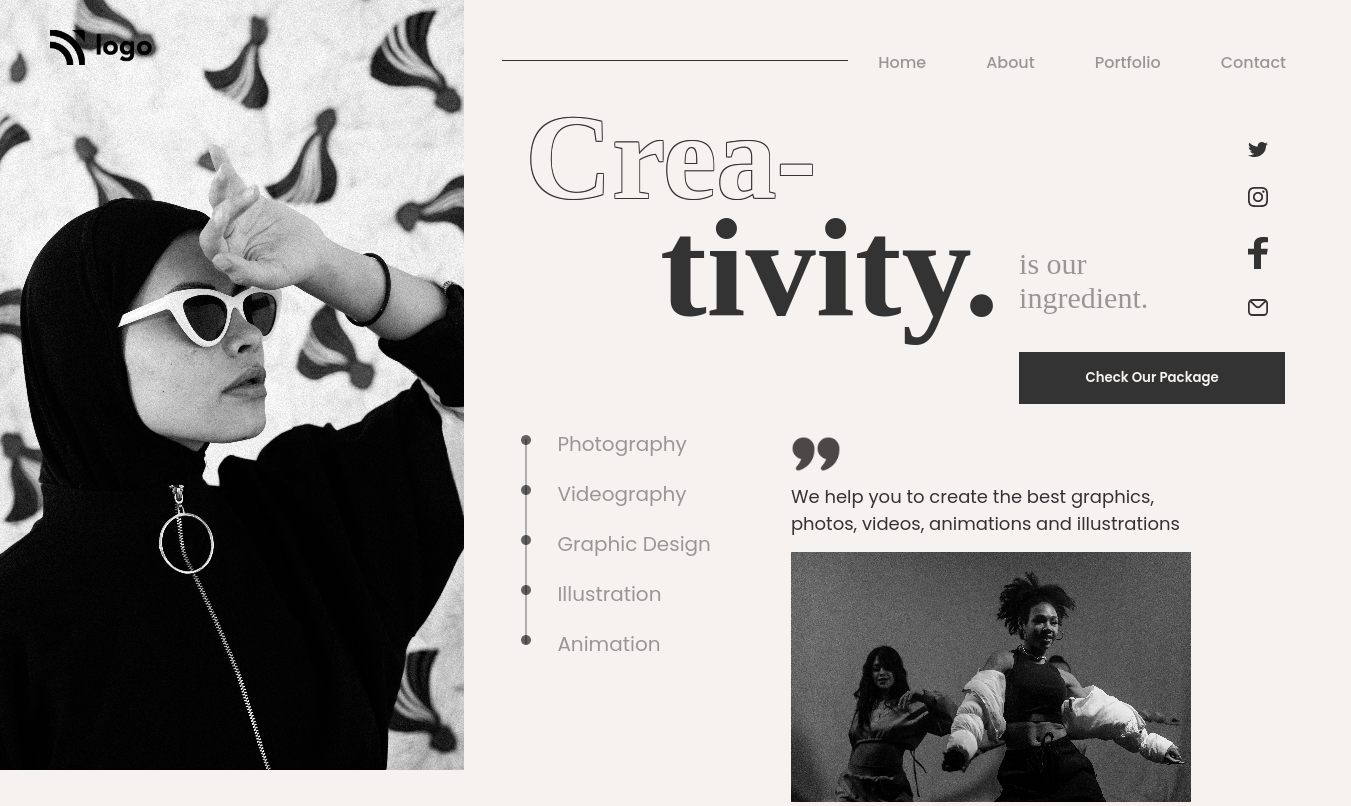 logo
Home About Portfolio Contact
Crea-
tivity.
is our
ingredient.
Check Our Package
Photography
Videography
Graphic Design
Illustration
Animation
We help you to create the best graphics,
photos, videos, animations and illustrations